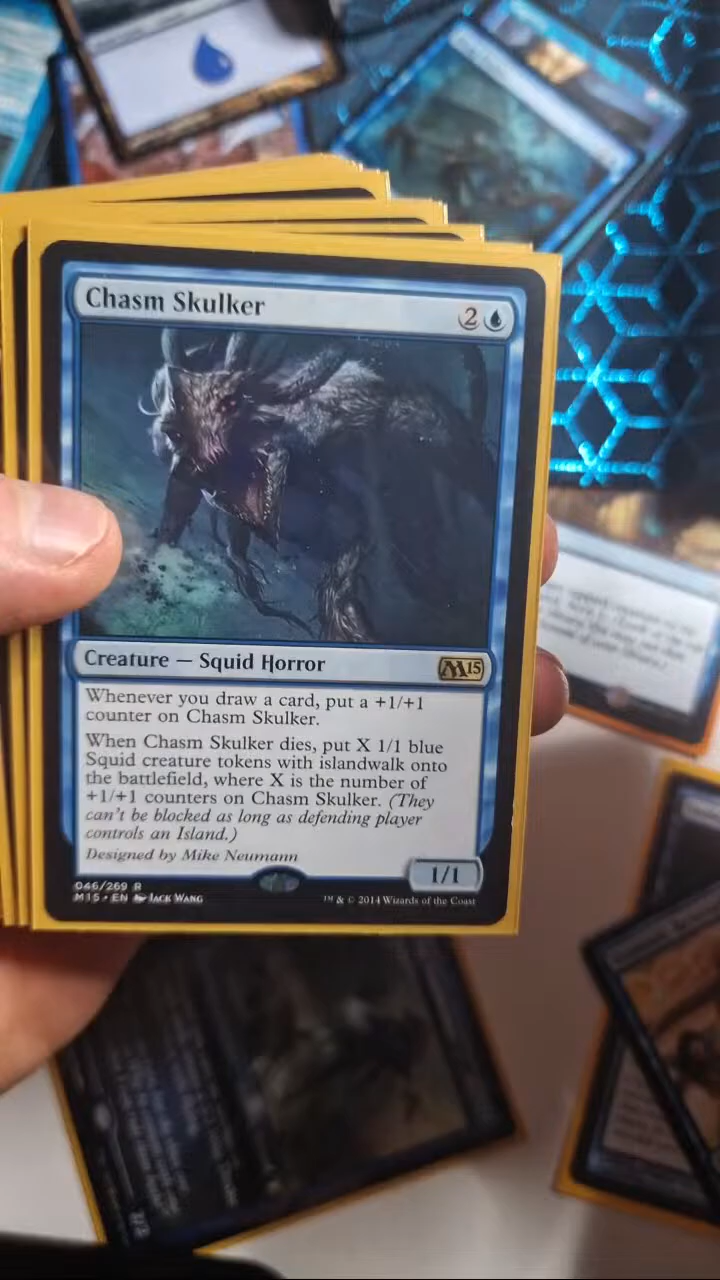 Chasm Skulker 2
Creature — Squid Horror M15
Whenever you draw a card, put a +1/+1
counter on Chasm Skulker.
When Chasm Skulker dies, put X 1/1 blue
Squid creature tokens with islandwalk onto
the battlefield, where X is the number of
+1/+1 counters on Chasm Skulker. (They
can't be blocked as long as defending player
controls an Island.)
Designed by Mike Neumann
1/1
046/269 R
M15 • EN Jack Wang ™ & © 2014 Wizards of the Coast